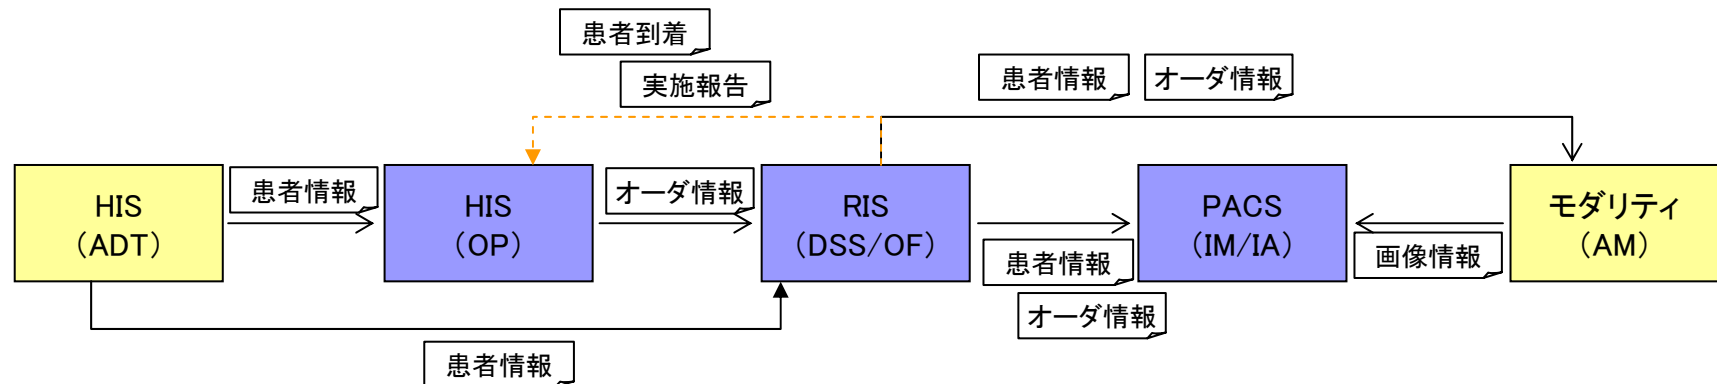 患者到着
実施報告
患者情報
オーダ情報
HIS
(ADT)
患者情報
HIS
(OP)
オーダ情報
RIS
(DSS/OF)
患者情報
オーダ情報
PACS
(IM/IA)
画像情報
モダリティ
(AM)
患者情報